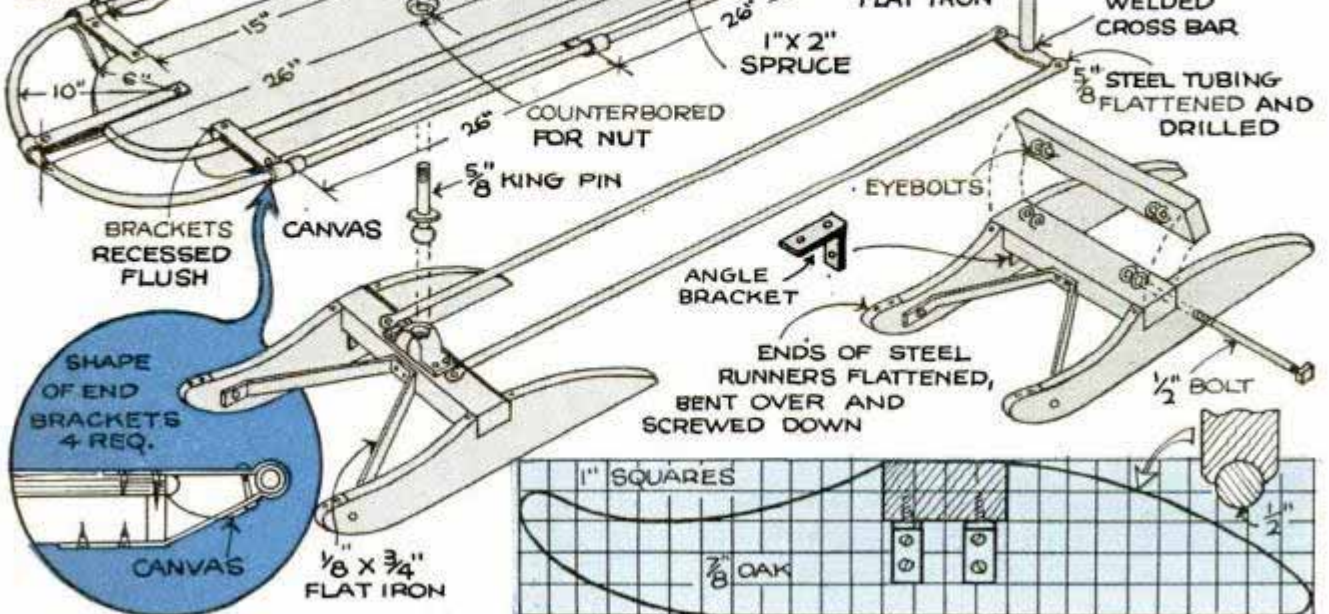 FLAT IRON
WELDED
CROSS BAR
15"
6"
10"
26"
26"
26"
1" X 2"
SPRUCE
5/8" STEEL TUBING
FLATTENED AND
DRILLED
COUNTERBORED
FOR NUT
5/8" KING PIN
EYEBOLTS
BRACKETS
RECESSED
FLUSH
CANVAS
ANGLE
BRACKET
ENDS OF STEEL
RUNNERS FLATTENED,
BENT OVER AND
SCREWED DOWN
1/2" BOLT
SHAPE
OF END
BRACKETS
4 REQ.
CANVAS
1/8" X 3/4"
FLAT IRON
1" SQUARES
7/8" OAK
1/2"